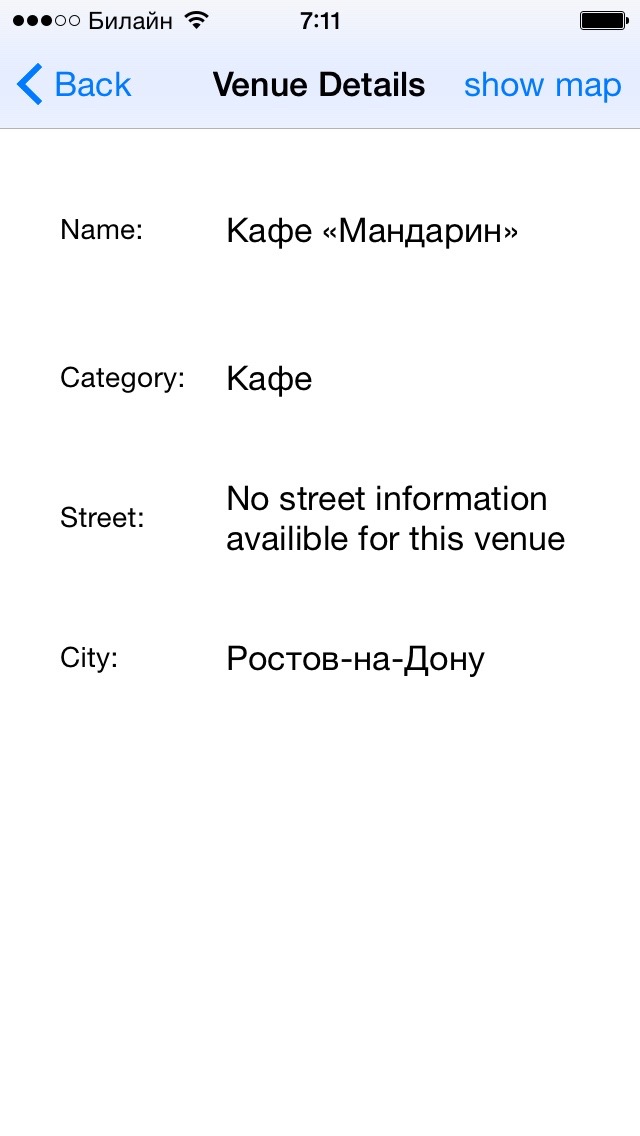 Билайн 7:11
Back Venue Details show map
Name: Кафе «Мандарин»
Category: Кафе
Street: No street information
availible for this venue
City: Ростов-на-Дону